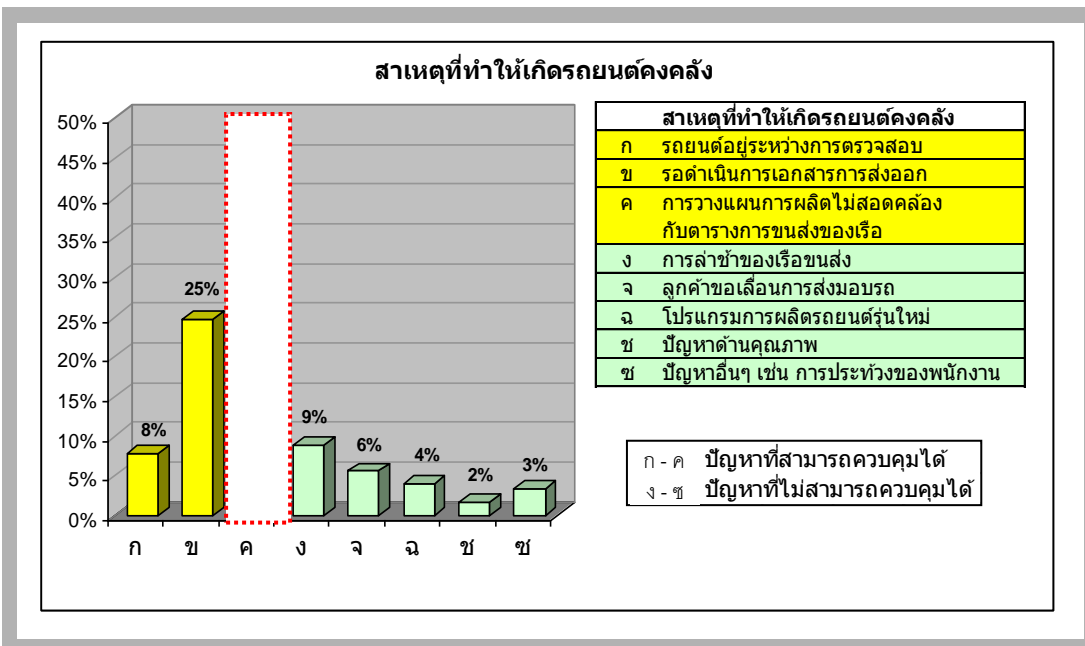 สาเหตุที่ทำให้เกิดรถยนต์คงคลัง
50%
45%
40%
35%
30%
25%
20%
15%
10%
5%
0%
8%
25%
9%
6%
4%
2%
3%
ก ข ค ง จ ฉ ช ซ
สาเหตุที่ทำให้เกิดรถยนต์คงคลัง
ก รถยนต์อยู่ระหว่างการตรวจสอบ
ข รอดำเนินการเอกสารการส่งออก
ค การวางแผนการผลิตไม่สอดคล้อง
กับตารางการขนส่งของเรือ
ง การล่าช้าของเรือขนส่ง
จ ลูกค้าขอเลื่อนการส่งมอบรถ
ฉ โปรแกรมการผลิตรถยนต์รุ่นใหม่
ช ปัญหาด้านคุณภาพ
ซ ปัญหาอื่นๆ เช่น การประท้วงของพนักงาน
ก - ค ปัญหาที่สามารถควบคุมได้
ง - ซ ปัญหาที่ไม่สามารถควบคุมได้